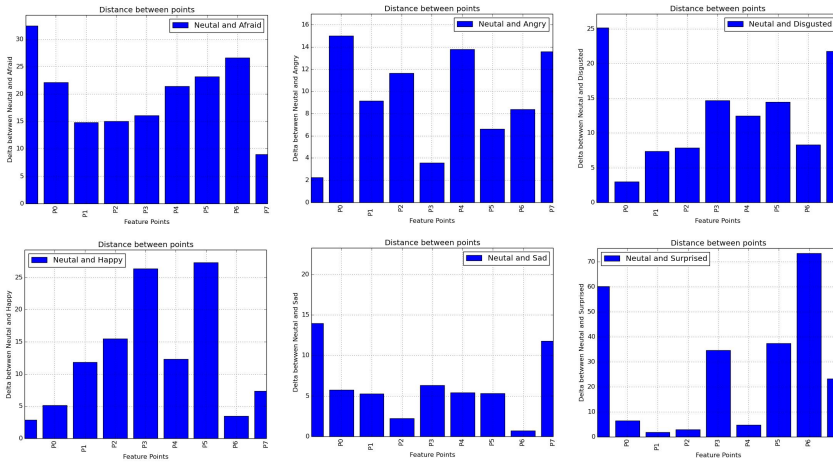 Distance between points
Neutal and Afraid
Delta betwwen Neutal and Afraid
30
25
20
15
10
5
0
P0
P1
P2
P3
P4
P5
P6
P7
Feature Points
Distance between points
Neutal and Angry
Delta betwwen Neutal and Angry
16
14
12
10
8
6
4
2
0
P0
P1
P2
P3
P4
P5
P6
P7
Feature Points
Distance between points
Neutal and Disgusted
Delta betwwen Neutal and Disgusted
25
20
15
10
5
0
P0
P1
P2
P3
P4
P5
P6
P7
Feature Points
Distance between points
Neutal and Happy
Delta betwwen Neutal and Happy
25
20
15
10
5
0
P0
P1
P2
P3
P4
P5
P6
P7
Feature Points
Distance between points
Neutal and Sad
Delta betwwen Neutal and Sad
20
15
10
5
0
P0
P1
P2
P3
P4
P5
P6
P7
Feature Points
Distance between points
Neutal and Surprised
Delta betwwen Neutal and Surprised
70
60
50
40
30
20
10
0
P0
P1
P2
P3
P4
P5
P6
P7
Feature Points